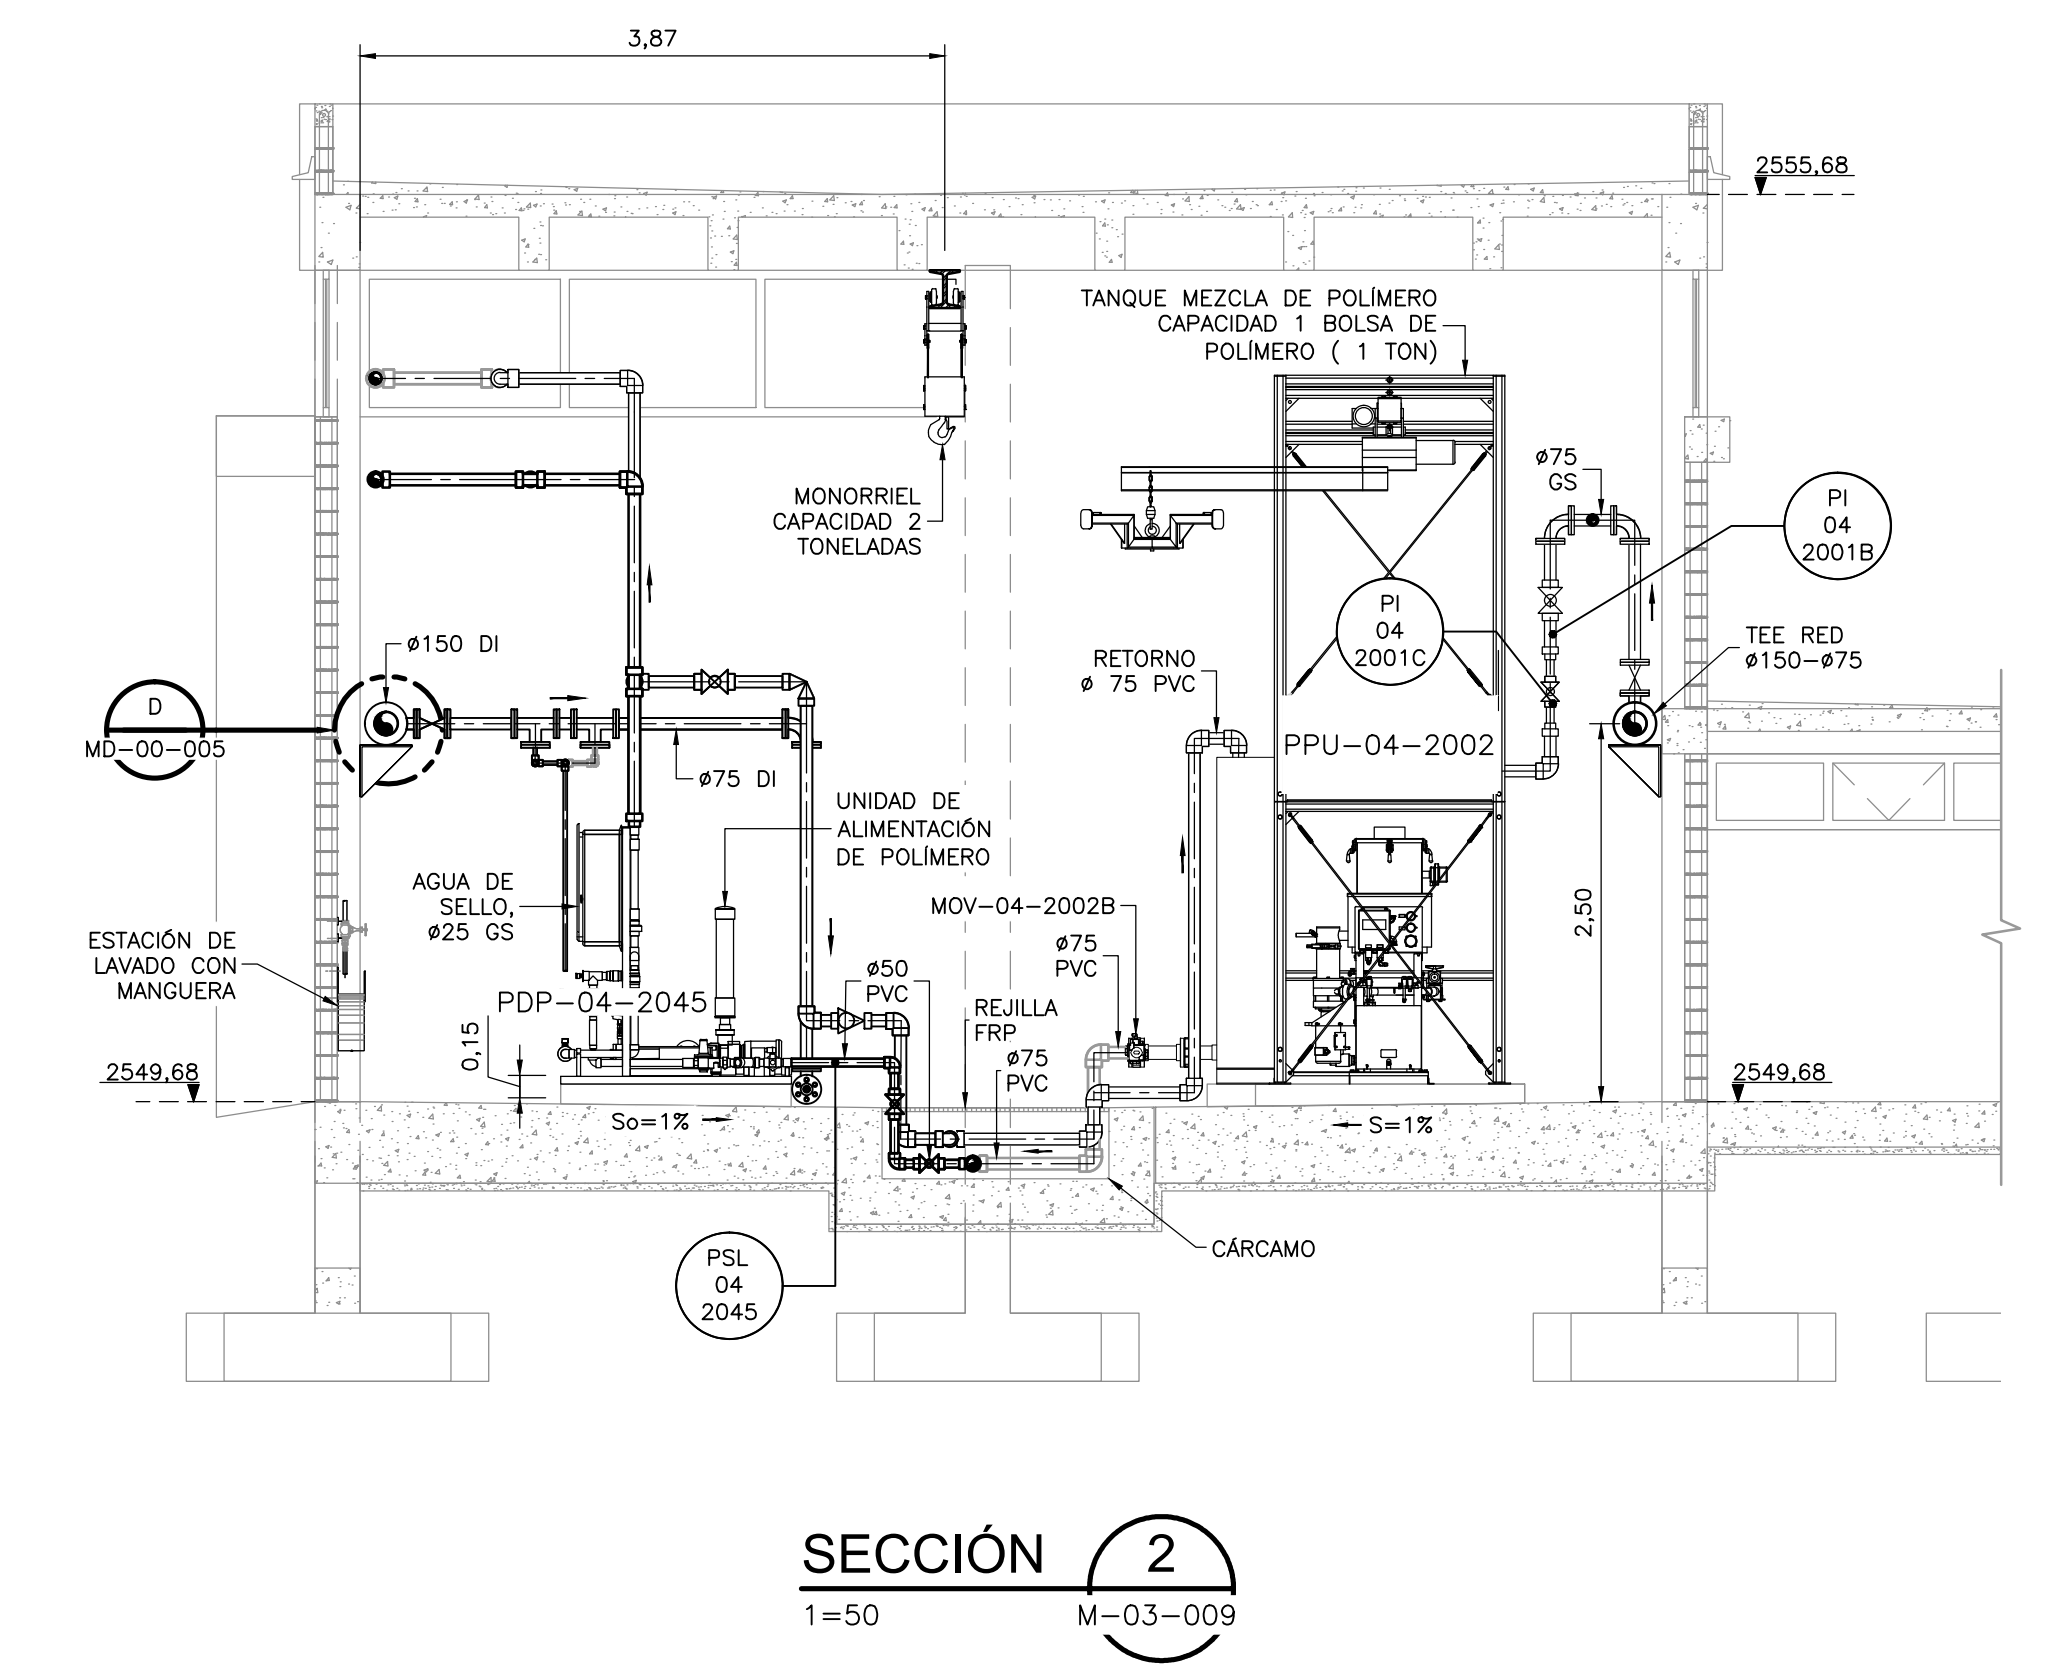 3,87
2555,68
TANQUE MEZCLA DE POLÍMERO
CAPACIDAD 1 BOLSA DE
POLÍMERO ( 1 TON)
MONORRIEL
CAPACIDAD 2
TONELADAS
ø75
GS
PI
04
2001B
PI
04
2001C
TEE RED
ø150-ø75
ø150 DI
RETORNO
ø 75 PVC
D
MD-00-005
PPU-04-2002
ø75 DI
UNIDAD DE
ALIMENTACIÓN
DE POLÍMERO
AGUA DE
SELLO,
ø25 GS
MOV-04-2002B
2,50
ESTACIÓN DE
LAVADO CON
MANGUERA
ø75
PVC
ø50
PVC
PDP-04-2045
REJILLA
FRP
0,15
ø75
PVC
2549,68
2549,68
So=1%
S=1%
CÁRCAMO
PSL
04
2045
SECCIÓN
2
1=50
M-03-009